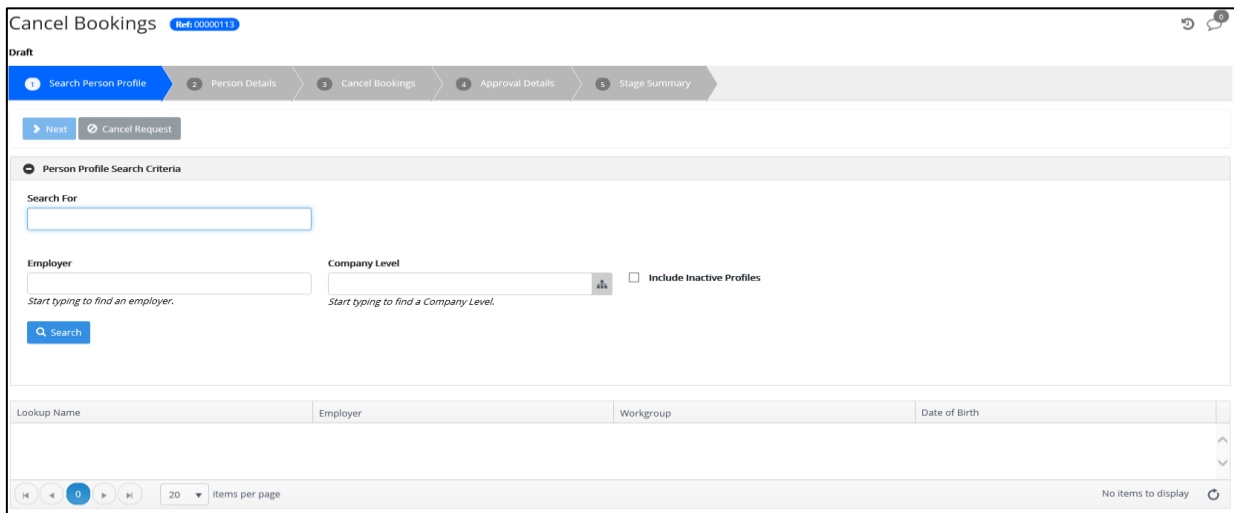 Cancel Bookings Ref: 00000113 0
Draft
1 Search Person Profile 2 Person Details 3 Cancel Bookings 4 Approval Details 5 Stage Summary
Next Cancel Request
Person Profile Search Criteria
Search For
Employer Company Level
Include Inactive Profiles
Start typing to find an employer. Start typing to find a Company Level.
Search
Lookup Name Employer Workgroup Date of Birth
0 20 items per page No items to display